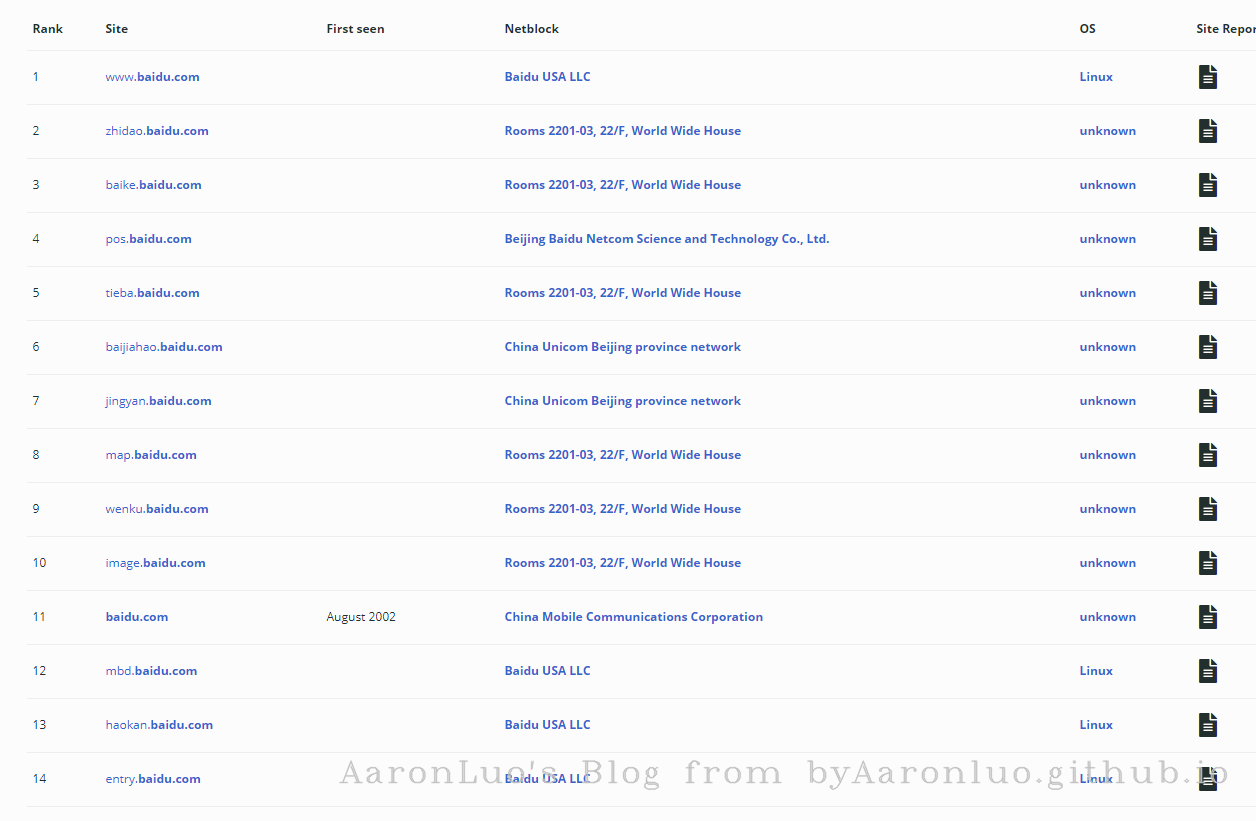 Rank Site First seen Netblock OS Site Repor
1 www.baidu.com Baidu USA LLC Linux
2 zhidao.baidu.com Rooms 2201-03, 22/F, World Wide House unknown
3 baike.baidu.com Rooms 2201-03, 22/F, World Wide House unknown
4 pos.baidu.com Beijing Baidu Netcom Science and Technology Co., Ltd. unknown
5 tieba.baidu.com Rooms 2201-03, 22/F, World Wide House unknown
6 baijiahao.baidu.com China Unicom Beijing province network unknown
7 jingyan.baidu.com China Unicom Beijing province network unknown
8 map.baidu.com Rooms 2201-03, 22/F, World Wide House unknown
9 wenku.baidu.com Rooms 2201-03, 22/F, World Wide House unknown
10 image.baidu.com Rooms 2201-03, 22/F, World Wide House unknown
11 baidu.com August 2002 China Mobile Communications Corporation unknown
12 mbd.baidu.com Baidu USA LLC Linux
13 haokan.baidu.com Baidu USA LLC Linux
14 entry.baidu.com Baidu USA LLC Linux
AaronLuo's Blog from byAaronluo.github.io